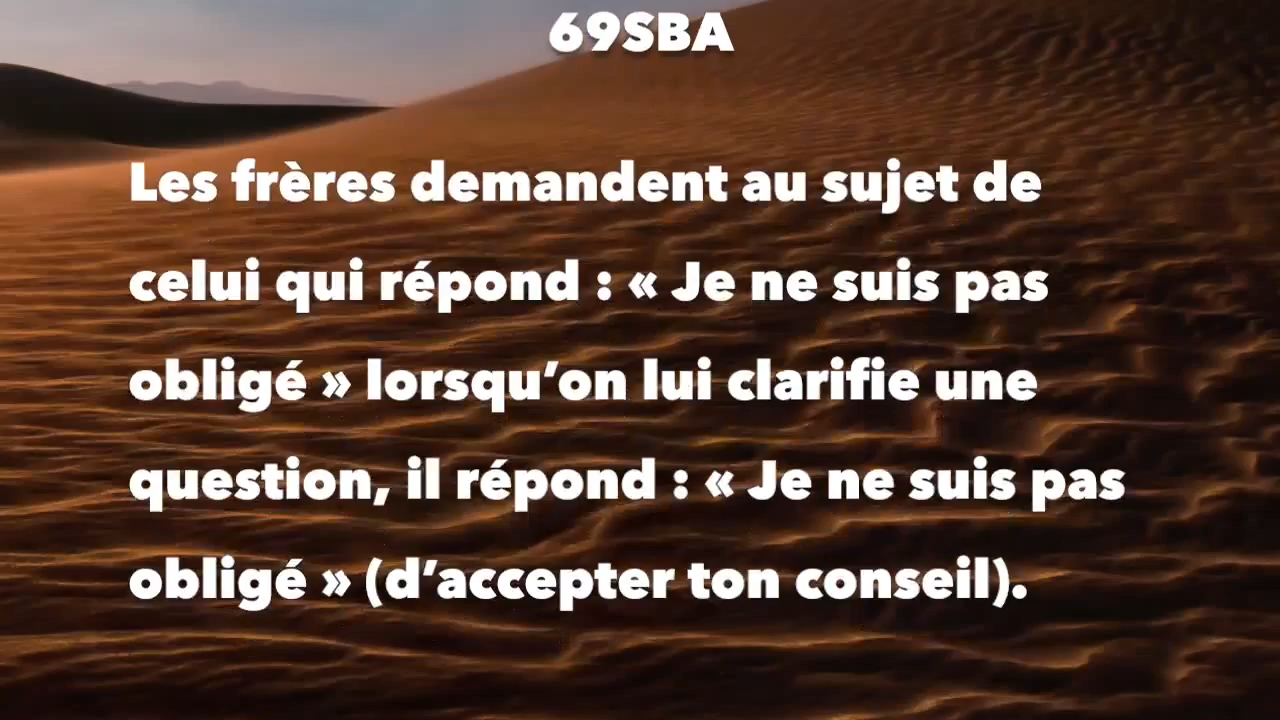 69SBA
Les frères demandent au sujet de
celui qui répond : « Je ne suis pas
obligé » lorsqu’on lui clarifie une
question, il répond : « Je ne suis pas
obligé » (d’accepter ton conseil).